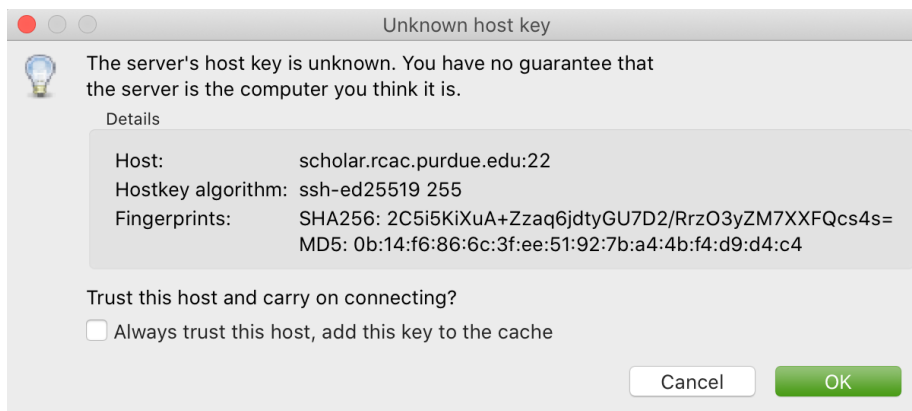 Unknown host key
The server's host key is unknown. You have no guarantee that
the server is the computer you think it is.
Details
Host: scholar.rcac.purdue.edu:22
Hostkey algorithm: ssh-ed25519 255
Fingerprints: SHA256: 2C5i5KiXuA+Zzaq6jdtyGU7D2/RrzO3yZM7XXFQcs4s=
MD5: 0b:14:f6:86:6c:3f:ee:51:92:7b:a4:4b:f4:d9:d4:c4
Trust this host and carry on connecting?
Always trust this host, add this key to the cache
Cancel OK